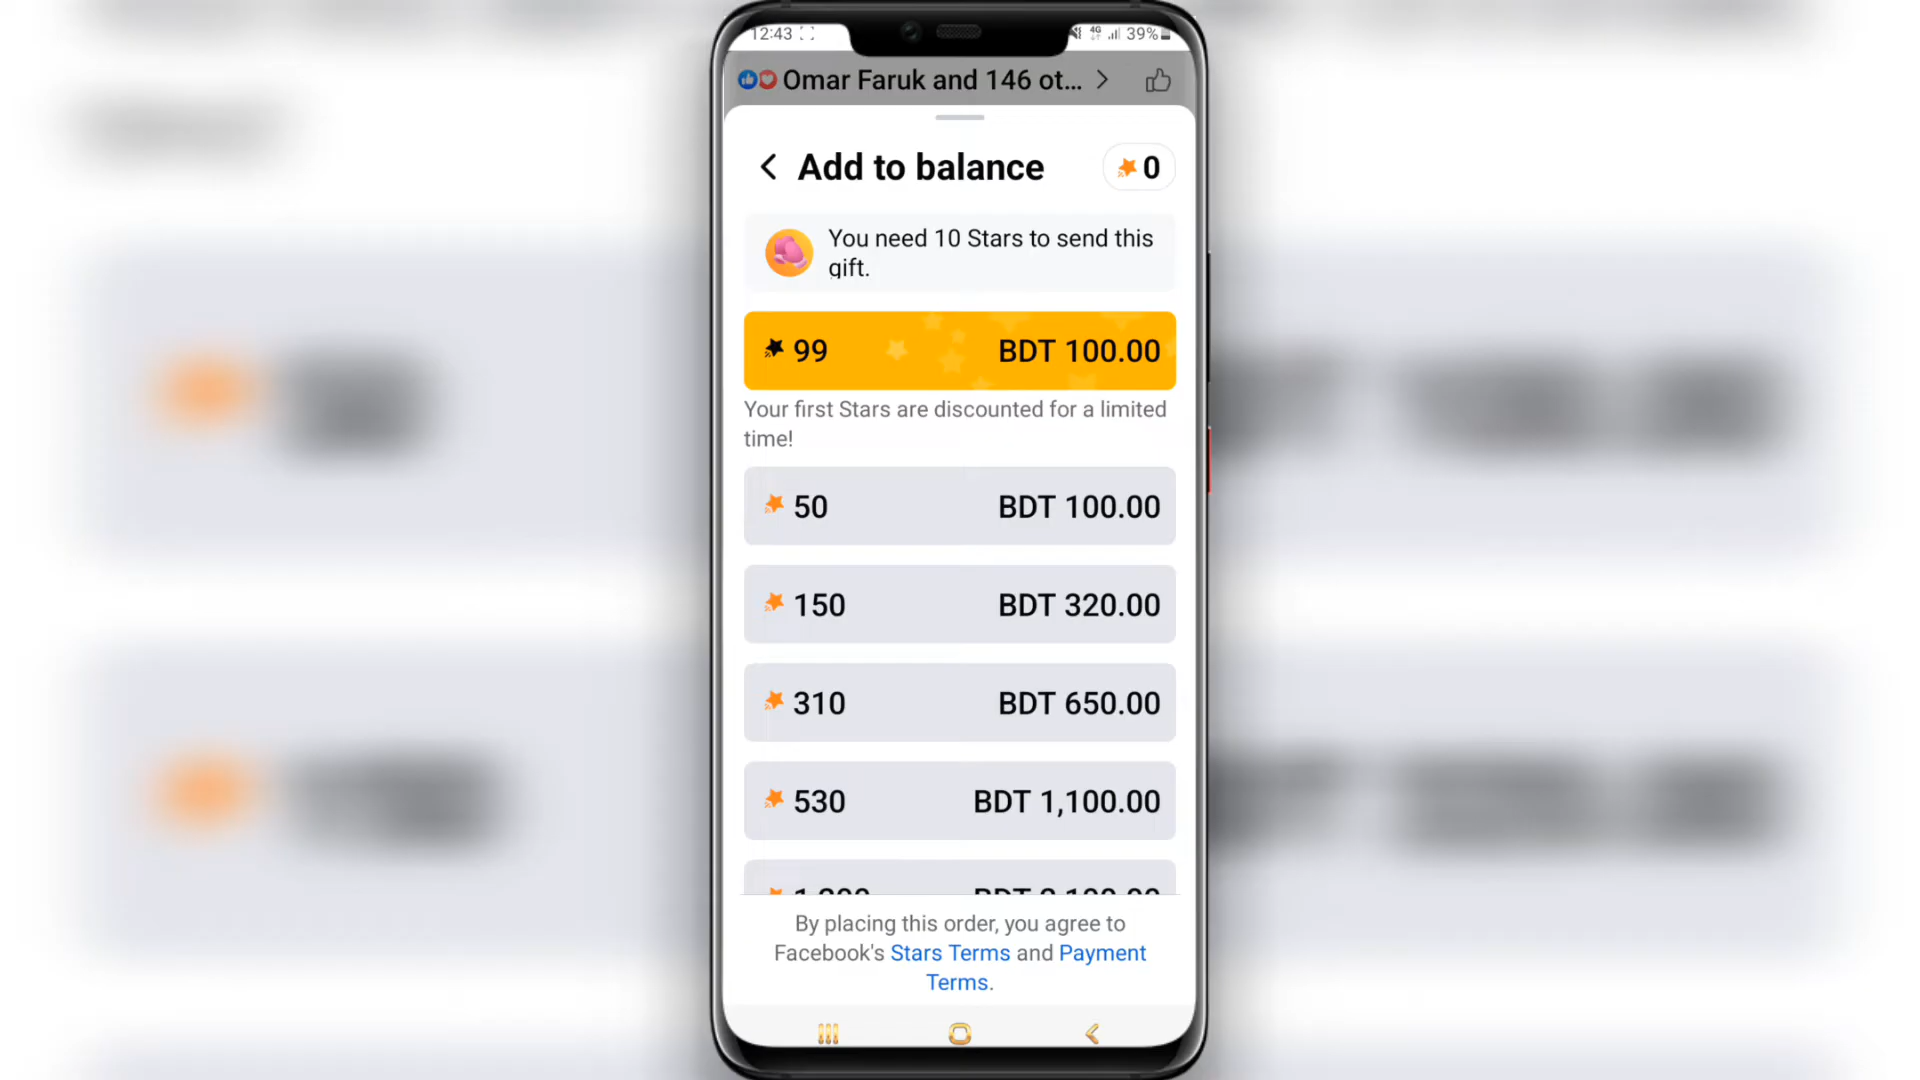 12:43
4G 39%
Omar Faruk and 146 ot...
Add to balance
0
You need 10 Stars to send this
gift.
99 BDT 100.00
Your first Stars are discounted for a limited
time!
50 BDT 100.00
150 BDT 320.00
310 BDT 650.00
530 BDT 1,100.00
BDT
By placing this order, you agree to
Facebook's Stars Terms and Payment
Terms.